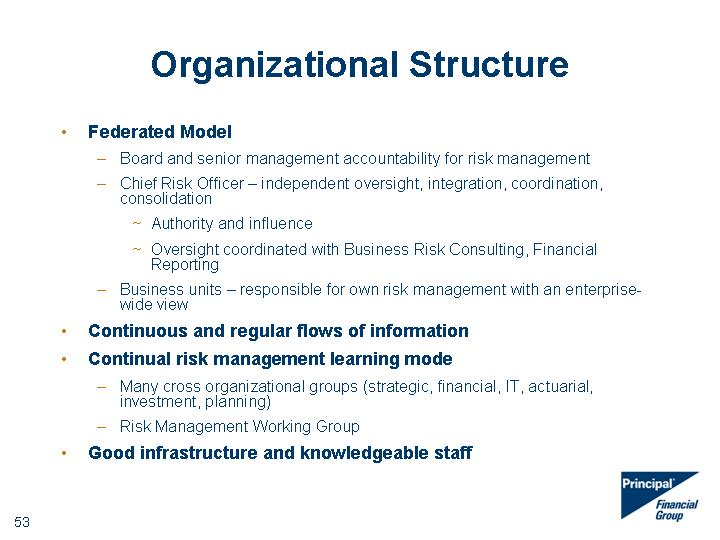 Organizational Structure
• Federated Model
– Board and senior management accountability for risk management
– Chief Risk Officer – independent oversight, integration, coordination,
consolidation
~ Authority and influence
~ Oversight coordinated with Business Risk Consulting, Financial
Reporting
– Business units – responsible for own risk management with an enterprise-
wide view
• Continuous and regular flows of information
• Continual risk management learning mode
– Many cross organizational groups (strategic, financial, IT, actuarial,
investment, planning)
– Risk Management Working Group
• Good infrastructure and knowledgeable staff
Principal
Financial
Group
53